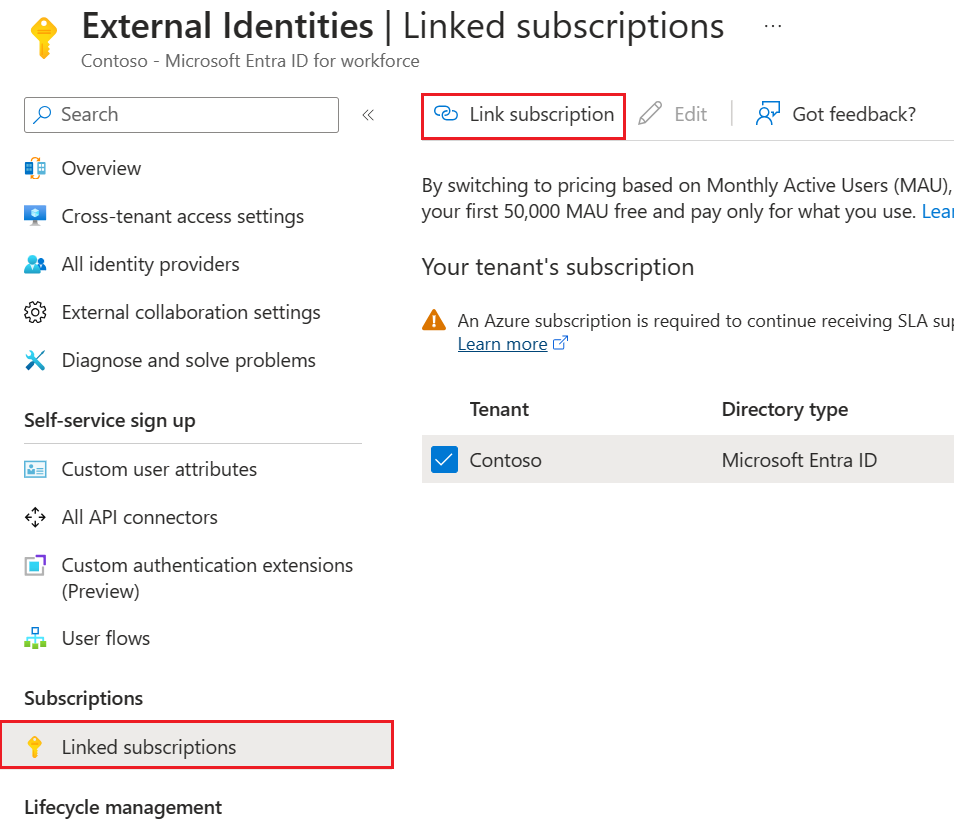 External Identities | Linked subscriptions ...
Contoso - Microsoft Entra ID for workforce
Search
Overview
Cross-tenant access settings
All identity providers
External collaboration settings
Diagnose and solve problems
Self-service sign up
Custom user attributes
All API connectors
Custom authentication extensions
(Preview)
User flows
Subscriptions
Linked subscriptions
Lifecycle management
Link subscription
Edit
Got feedback?
By switching to pricing based on Monthly Active Users (MAU),
your first 50,000 MAU free and pay only for what you use. Lear
Your tenant's subscription
An Azure subscription is required to continue receiving SLA sup
Learn more
Tenant Directory type
Contoso Microsoft Entra ID